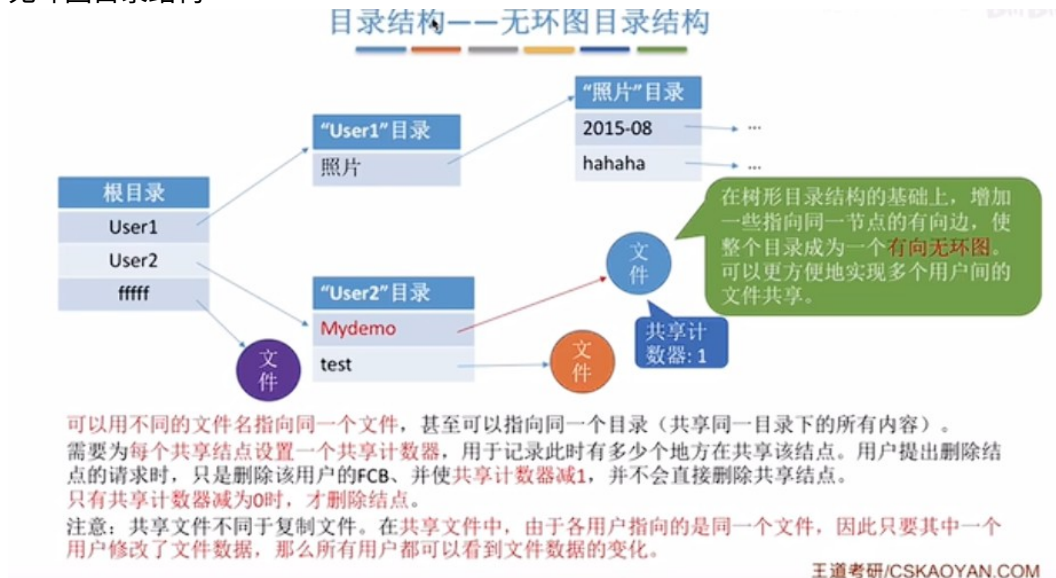 目录结构——无环图目录结构
“照片”目录
2015-08
...
hahaha
...
“User1”目录
照片
根目录
User1
User2
fffff
文
件
“User2”目录
Mydemo
test
文
件
文
件
共享计
数器: 1
在树形目录结构的基础上，增加
一些指向同一节点的有向边，使
整个目录成为一个有向无环图。
可以更方便地实现多个用户间的
文件共享。
可以用不同的文件名指向同一个文件，甚至可以指向同一个目录（共享同一目录下的所有内容）。
需要为每个共享结点设置一个共享计数器，用于记录此时有多少个地方在共享该结点。用户提出删除结
点的请求时，只是删除该用户的FCB、并使共享计数器减1，并不会直接删除共享结点。
只有共享计数器减为0时，才删除结点。
注意：共享文件不同于复制文件。在共享文件中，由于各用户指向的是同一个文件，因此只要其中一个
用户修改了文件数据，那么所有用户都可以看到文件数据的变化。
王道考研/CSKAOYAN.COM